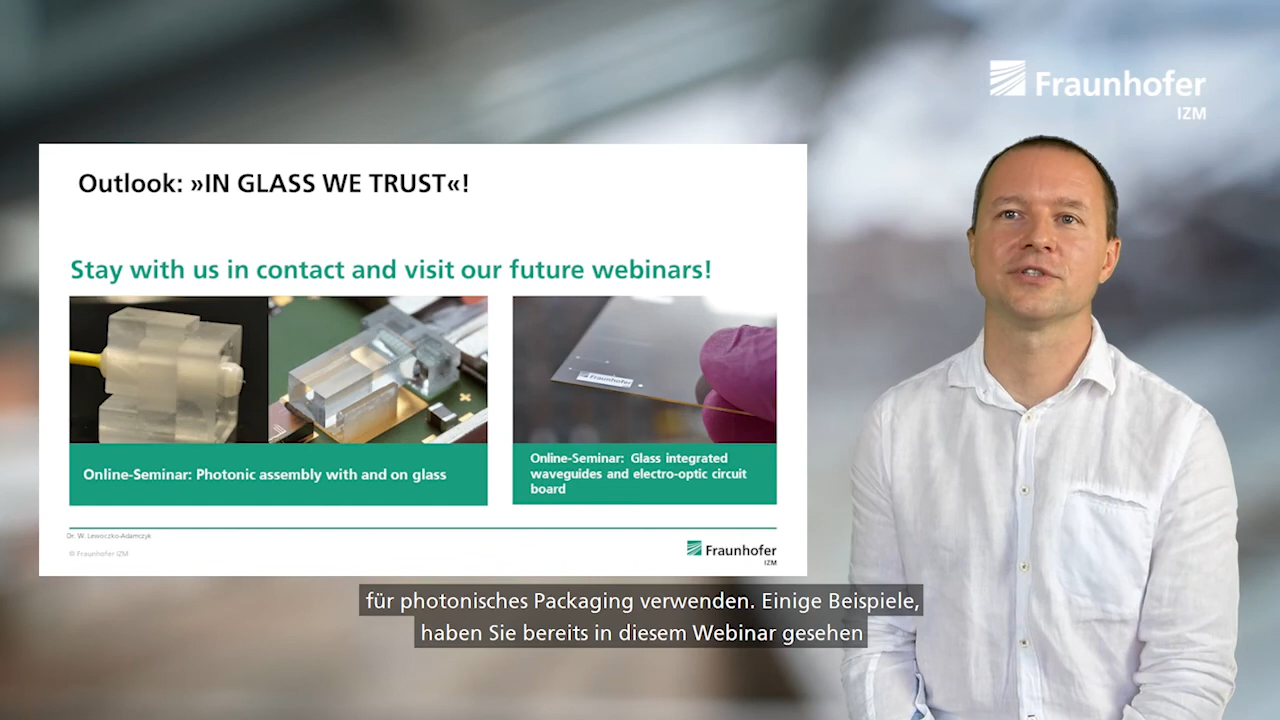 Fraunhofer
IZM
Outlook: »IN GLASS WE TRUST«!
Stay with us in contact and visit our future webinars!
Fraunhofer
Online-Seminar: Photonic assembly with and on glass
Online-Seminar: Glass integrated
waveguides and electro-optic circuit
board
Dr. W. Lewoczko-Adamczyk
© Fraunhofer IZM
Fraunhofer
IZM
für photonisches Packaging verwenden. Einige Beispiele,
haben Sie bereits in diesem Webinar gesehen